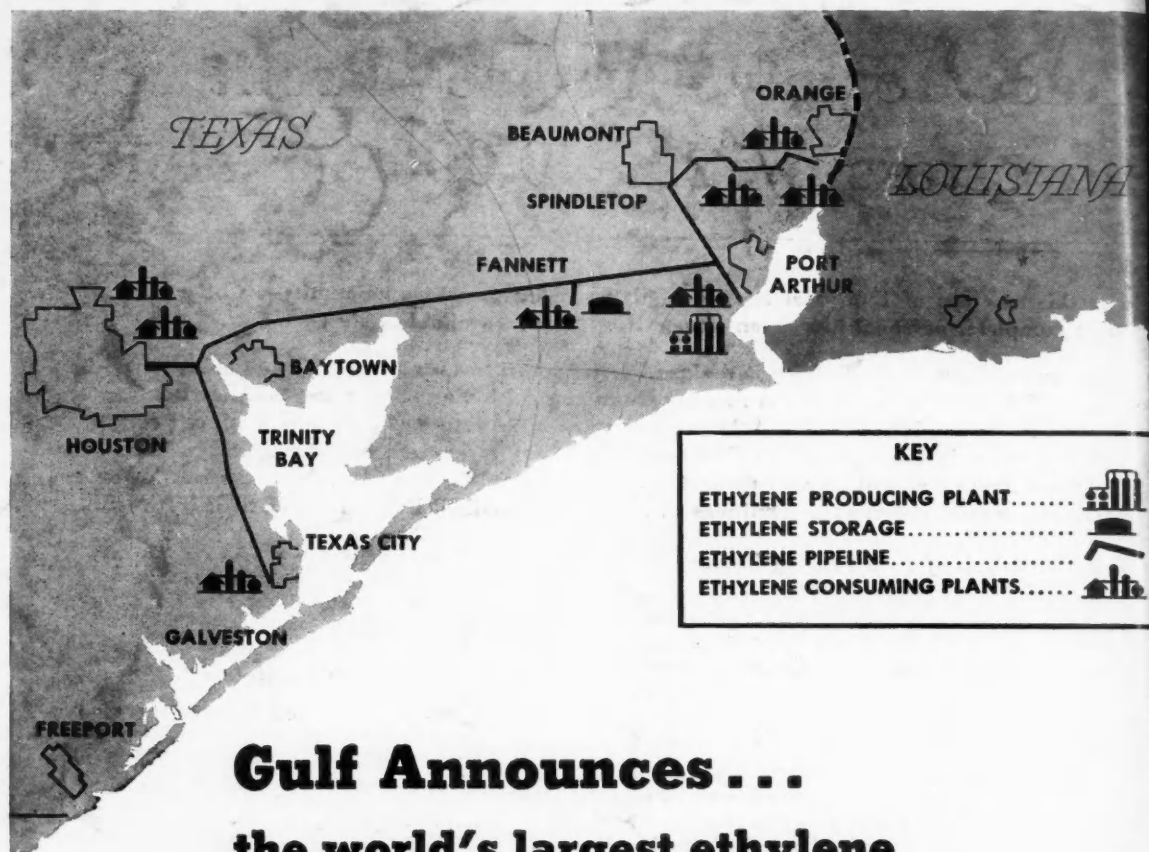 TEXAS
ORANGE
BEAUMONT
LOUISIANA
SPINDLETOP
FANNETT
PORT
ARTHUR
BAYTOWN
HOUSTON
TRINITY
BAY
TEXAS CITY
GALVESTON
FREEPORT
KEY
ETHYLENE PRODUCING PLANT......
ETHYLENE STORAGE................
ETHYLENE PIPELINE.................
ETHYLENE CONSUMING PLANTS......
Gulf Announces...
the world's largest ethylene